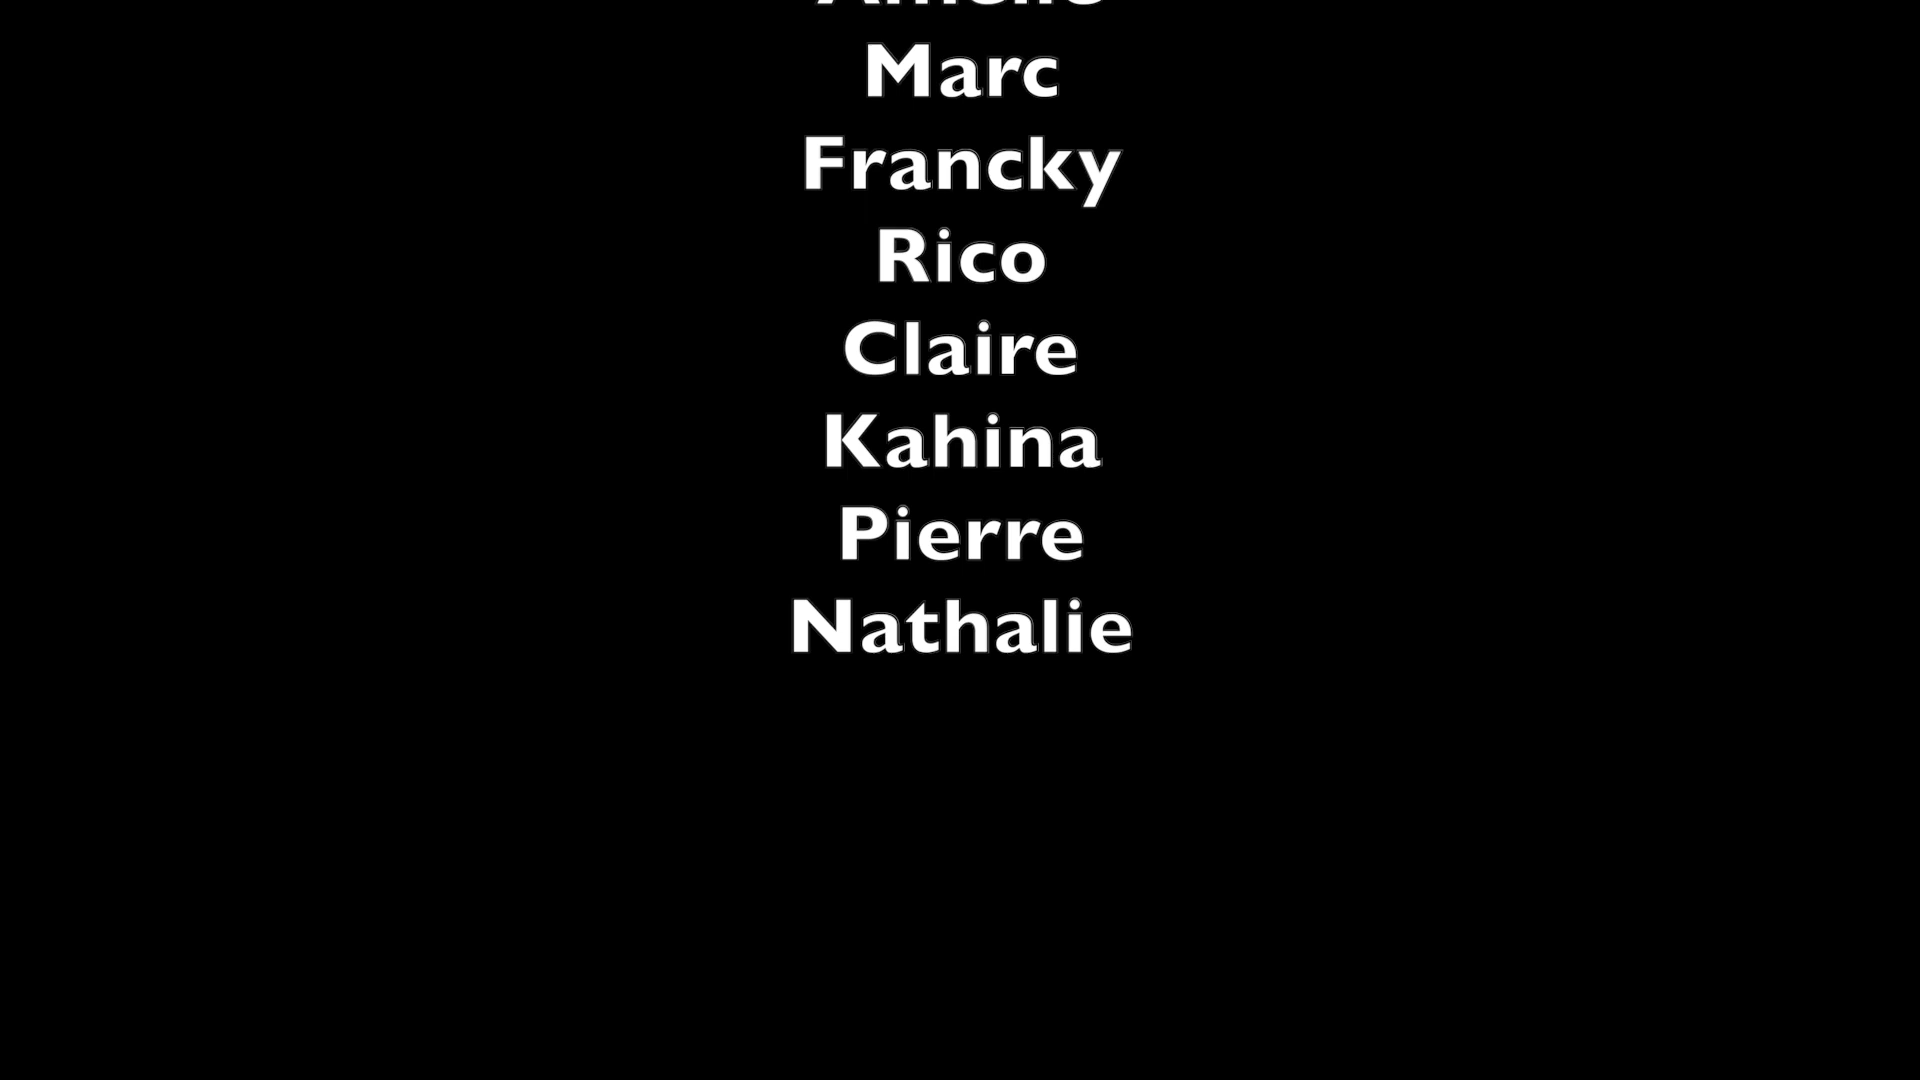 Marc
Francky
Rico
Claire
Kahina
Pierre
Nathalie